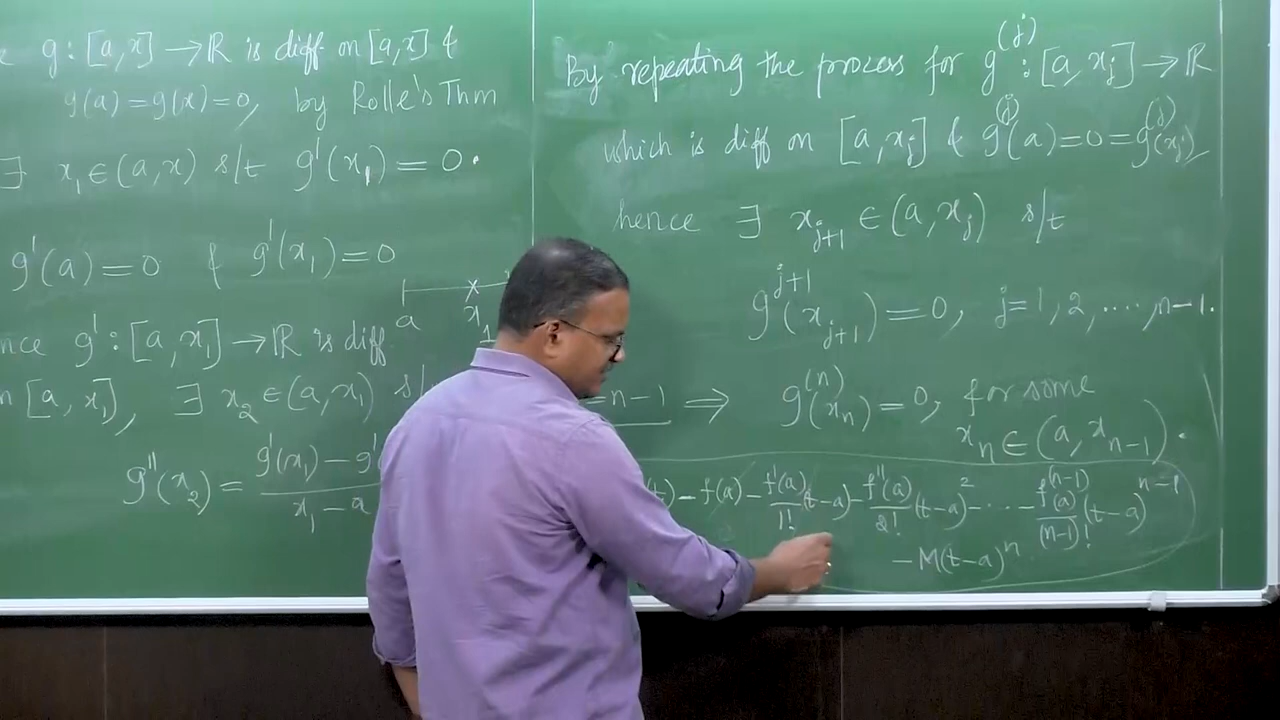 g : [a,x] → ℝ is diff on [a,x] &
g(a) = g(x) = 0, by Rolle's Thm
∃ x₁ ∈ (a,x) s/t g'(x₁) = 0.
g'(a) = 0 & g'(x₁) = 0
a x₁
g' : [a,x₁] → ℝ is diff
[a,x₁], ∃ x₂ ∈ (a,x₁)
g''(x₂) = g'(x₁) – g' / x₁ – a
By repeating the process for g^(j) : [a,x_j] → ℝ
which is diff on [a,x_j] & g^(j)(a) = 0 = g^(j)(x_j)
hence ∃ x_{j+1} ∈ (a,x_j) s/t
g^{j+1}(x_{j+1}) = 0, j=1,2,....,n-1.
=n-1 ⇒ g^(n)(x_n) = 0, for some
x_n ∈ (a, x_{n-1}).
(t) – f(a) – f'(a)/1! (t-a) – f''(a)/2! (t-a)² – ... – f^(n-1)(a)/(n-1)! (t-a)^{n-1}
– M(t-a)^n